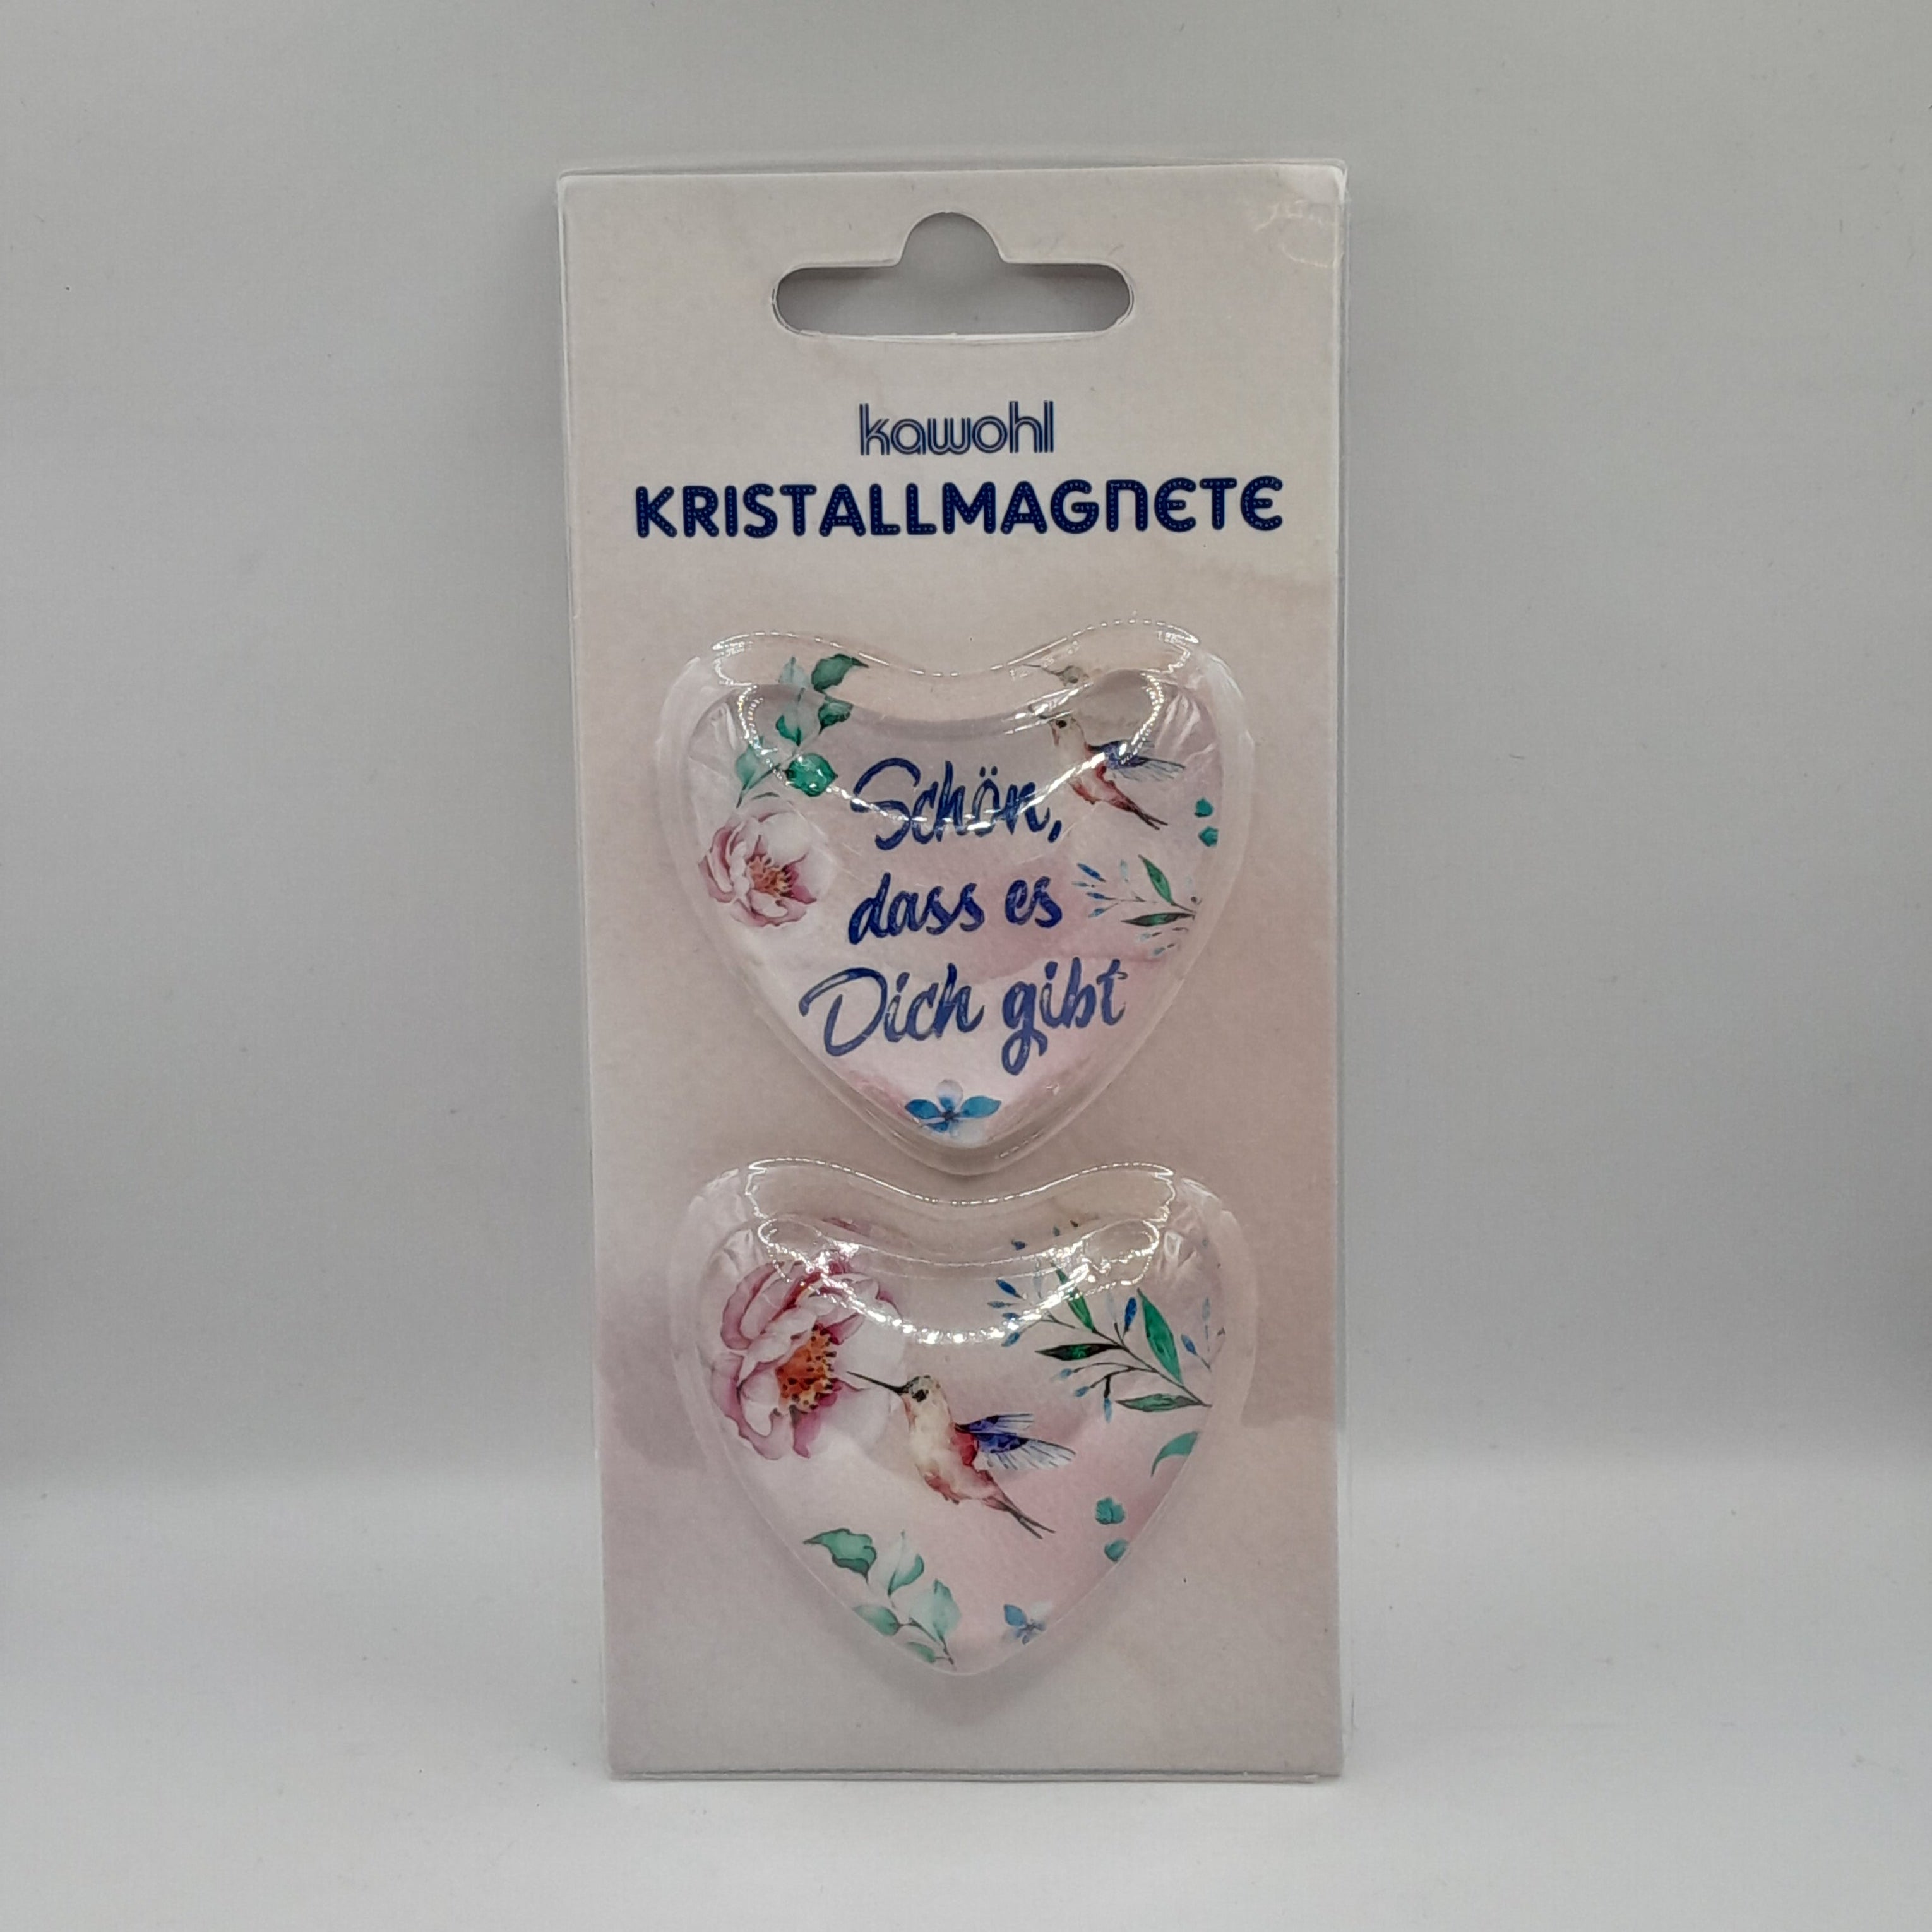 kawohl
KRISTALLMAGNETE
Schön,
dass es
Dich gibt